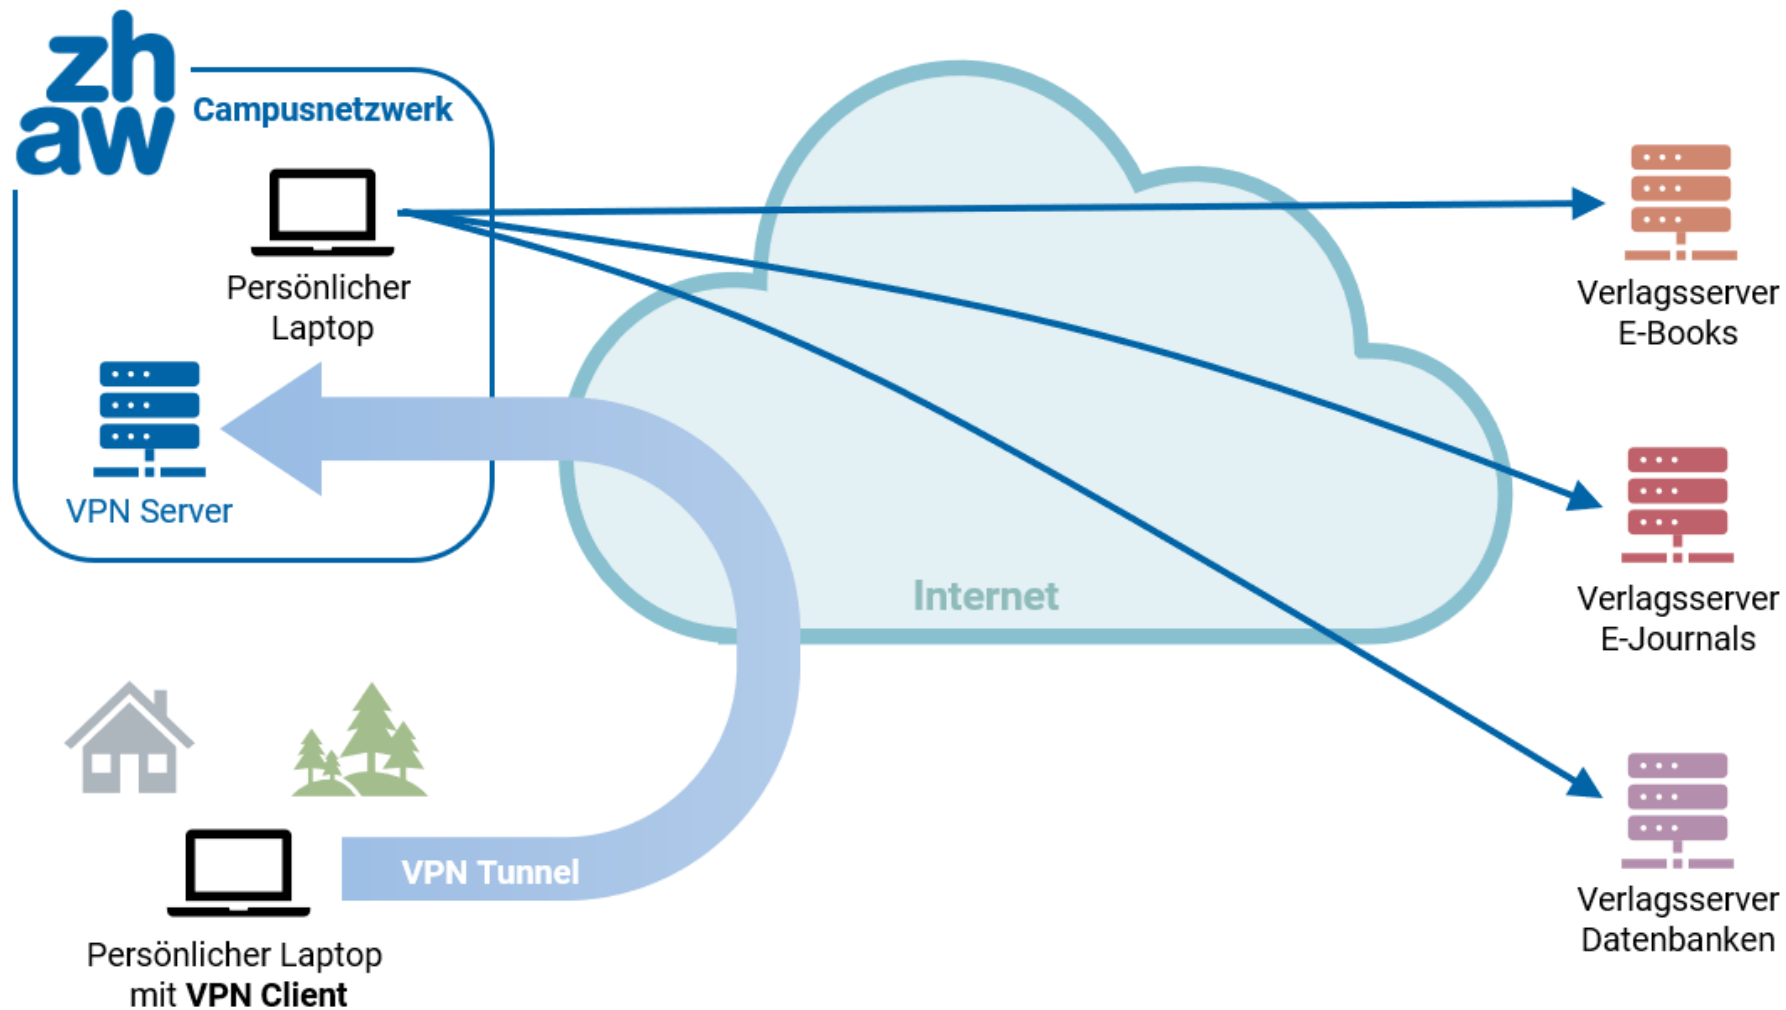 zh
aw
Campusnetzwerk
Persönlicher
Laptop
VPN Server
Internet
Verlagsserver
E-Books
Verlagsserver
E-Journals
Verlagsserver
Datenbanken
VPN Tunnel
Persönlicher Laptop
mit VPN Client